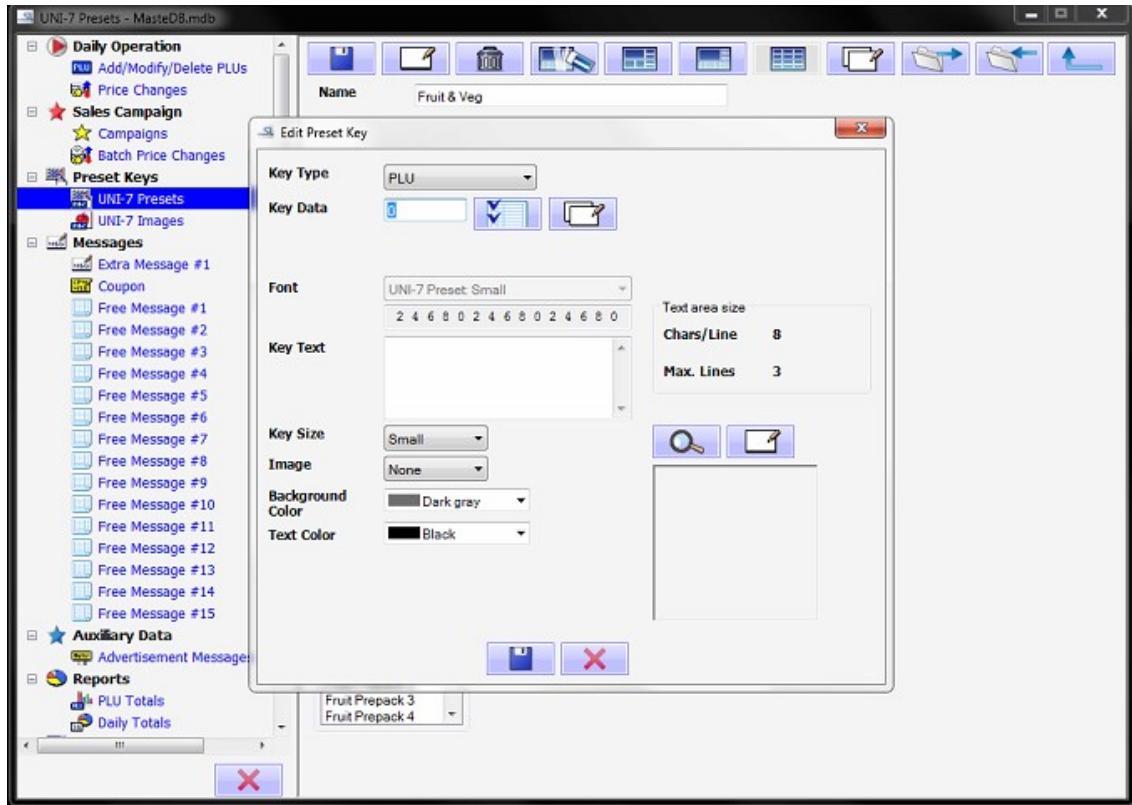 UNI-7 Presets - MasteDB.mdb
Daily Operation
PLU Add/Modify/Delete PLUs
Price Changes
Sales Campaign
Campaigns
Batch Price Changes
Preset Keys
UNI-7 Presets
UNI-7 Images
Messages
Extra Message #1
Coupon
Free Message #1
Free Message #2
Free Message #3
Free Message #4
Free Message #5
Free Message #6
Free Message #7
Free Message #8
Free Message #9
Free Message #10
Free Message #11
Free Message #12
Free Message #13
Free Message #14
Free Message #15
Auxiliary Data
Advertisement Messages
Reports
PLU Totals
Daily Totals
Name Fruit & Veg
Edit Preset Key
Key Type PLU
Key Data 0
Font UNI-7 Preset: Small
2 4 6 8 0 2 4 6 8 0 2 4 6 8 0
Text area size
Chars/Line 8
Max. Lines 3
Key Text
Key Size Small
Image None
Background Color Dark gray
Text Color Black
Fruit Prepack 3
Fruit Prepack 4